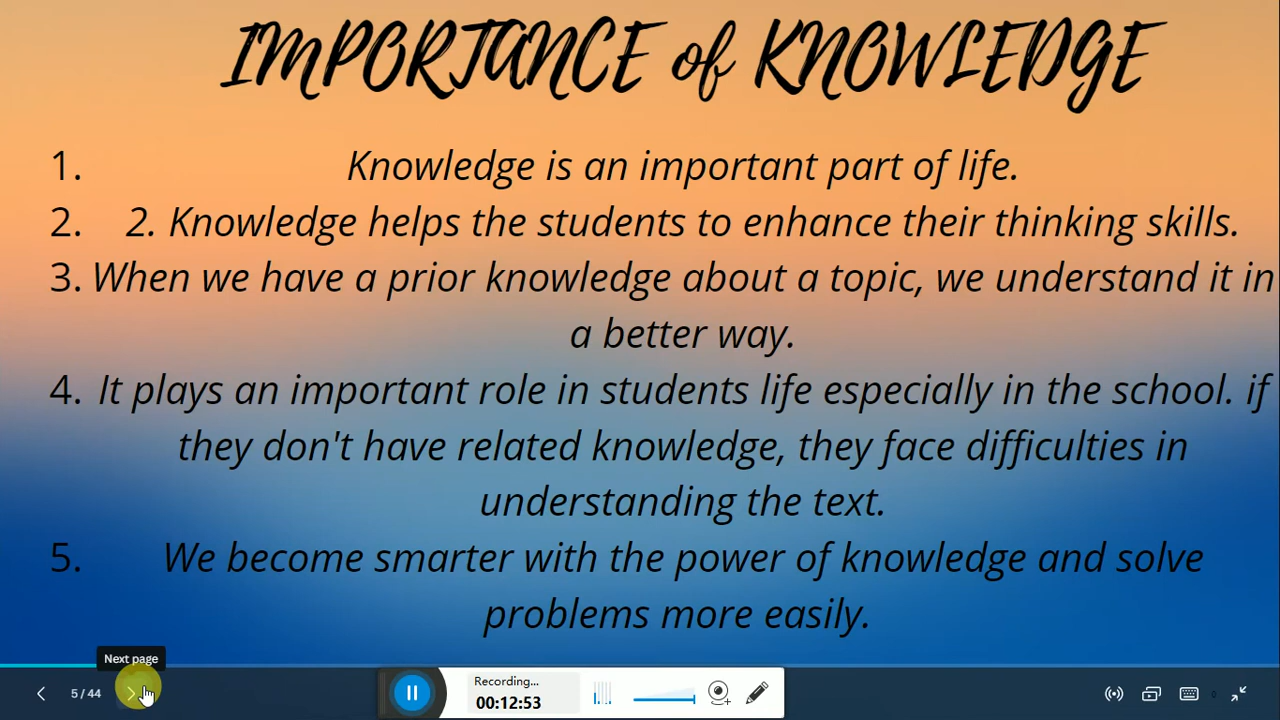 IMPORTANCE of KNOWLEDGE
1. Knowledge is an important part of life.
2. 2. Knowledge helps the students to enhance their thinking skills.
3. When we have a prior knowledge about a topic, we understand it in
a better way.
4. It plays an important role in students life especially in the school. if
they don't have related knowledge, they face difficulties in
understanding the text.
5. We become smarter with the power of knowledge and solve
problems more easily.
Next page
5 / 44
Recording...
00:12:53